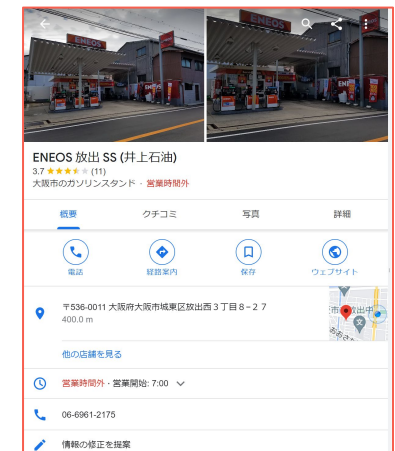 ENEOS
ENEOS
ENEOS 放出 SS (井上石油)
3.7 (11)
大阪市のガソリンスタンド · 営業時間外
概要
クチコミ
写真
詳細
電話
経路案内
保存
ウェブサイト
〒536-0011 大阪府大阪市城東区放出西3丁目8−27
400.0 m
他の店舗を見る
営業時間外 · 営業開始: 7:00
06-6961-2175
情報の修正を提案